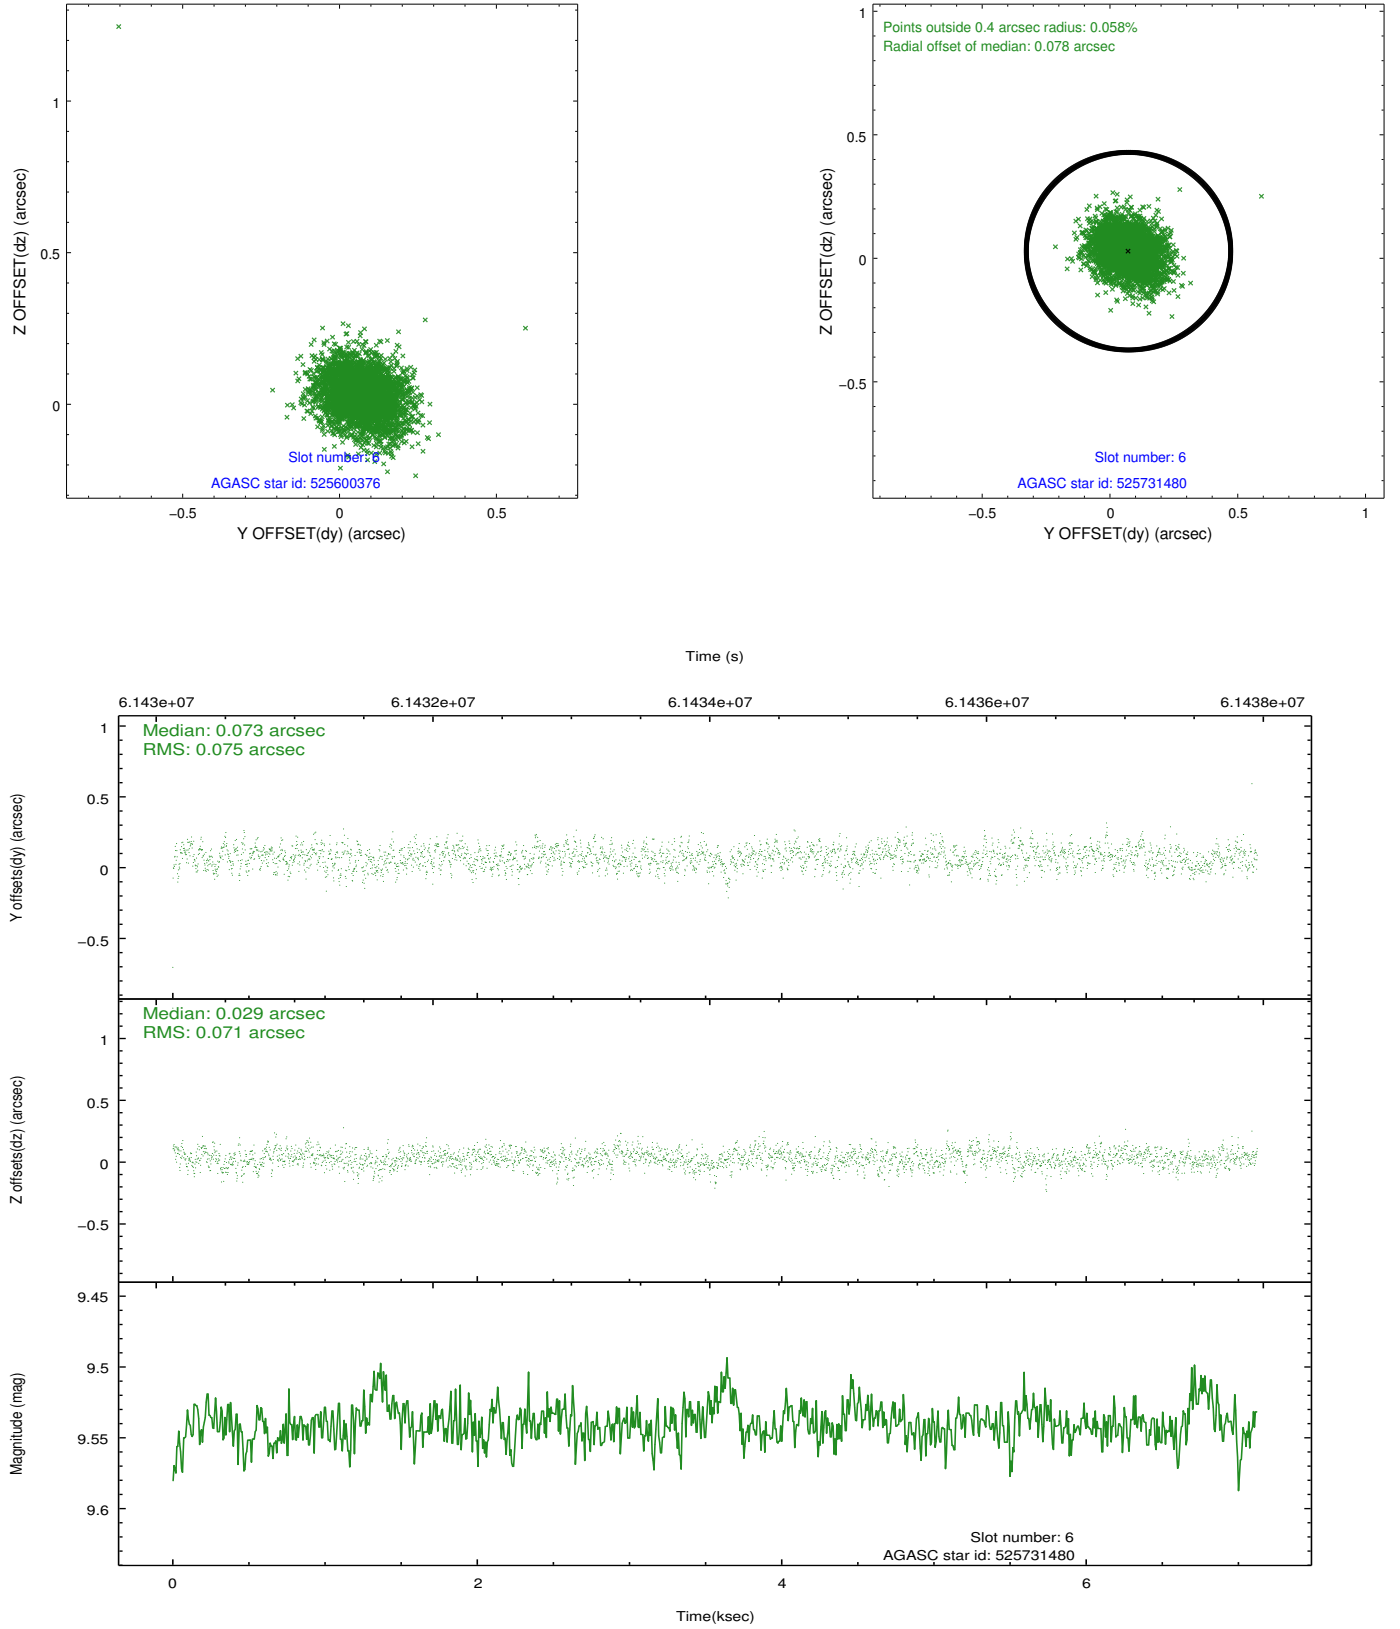 1
0.5
0
Z OFFSET(dz) (arcsec)
Slot number: 6
AGASC star id: 525600376
−0.5 0 0.5
Y OFFSET(dy) (arcsec)
Points outside 0.4 arcsec radius: 0.058%
Radial offset of median: 0.078 arcsec
1
0.5
0
−0.5
Z OFFSET(dz) (arcsec)
Slot number: 6
AGASC star id: 525731480
−0.5 0 0.5 1
Y OFFSET(dy) (arcsec)
Time (s)
6.143e+07 6.1432e+07 6.1434e+07 6.1436e+07 6.1438e+07
Median: 0.073 arcsec
RMS: 0.075 arcsec
1
0.5
0
−0.5
Y offsets(dy) (arcsec)
Median: 0.029 arcsec
RMS: 0.071 arcsec
1
0.5
0
−0.5
Z offsets(dz) (arcsec)
9.45
9.5
9.55
9.6
Magnitude (mag)
Slot number: 6
AGASC star id: 525731480
0 2 4 6
Time(ksec)